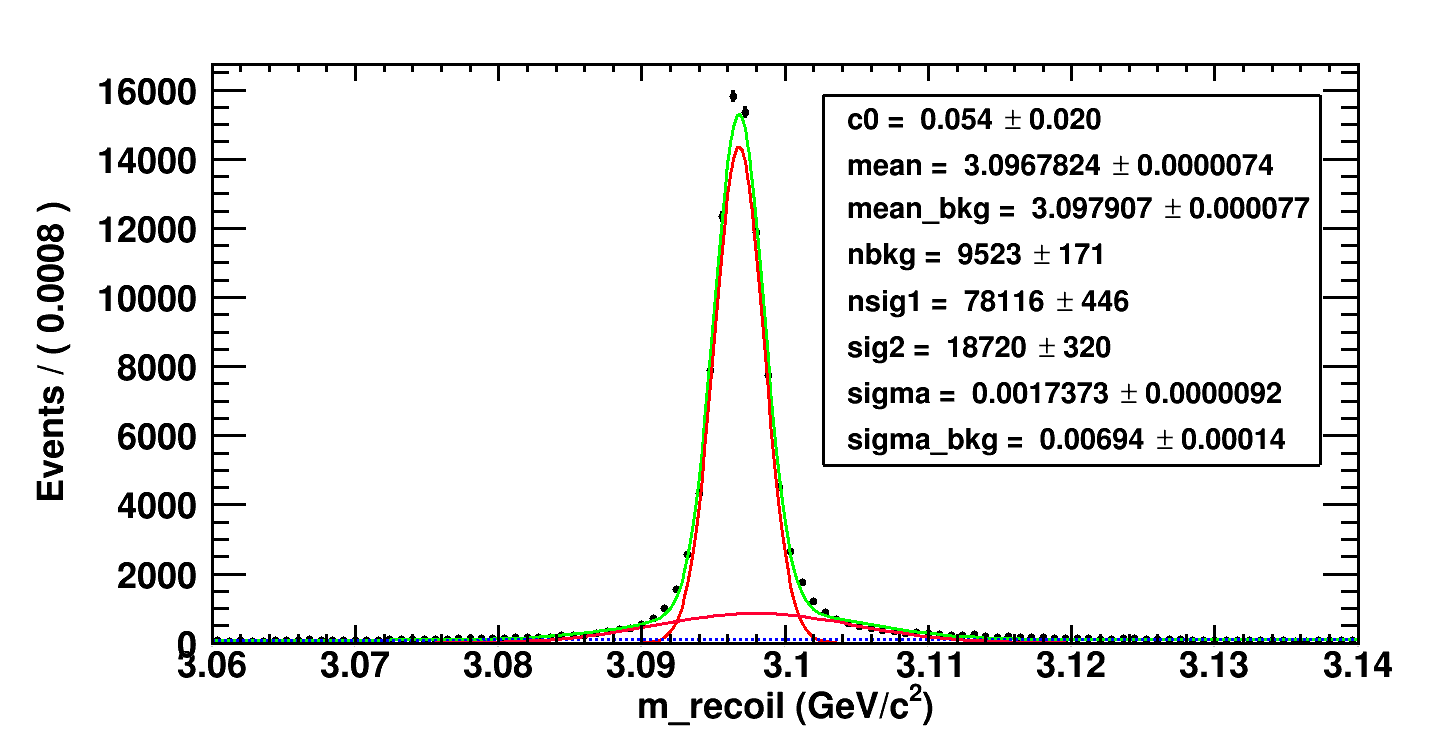 16000
14000
12000
10000
8000
6000
4000
2000
0
Events / ( 0.0008 )
c0 = 0.054 ± 0.020
mean = 3.0967824 ± 0.0000074
mean_bkg = 3.097907 ± 0.000077
nbkg = 9523 ± 171
nsig1 = 78116 ± 446
sig2 = 18720 ± 320
sigma = 0.0017373 ± 0.0000092
sigma_bkg = 0.00694 ± 0.00014
3.06 3.07 3.08 3.09 3.1 3.11 3.12 3.13 3.14
m_recoil (GeV/c²)